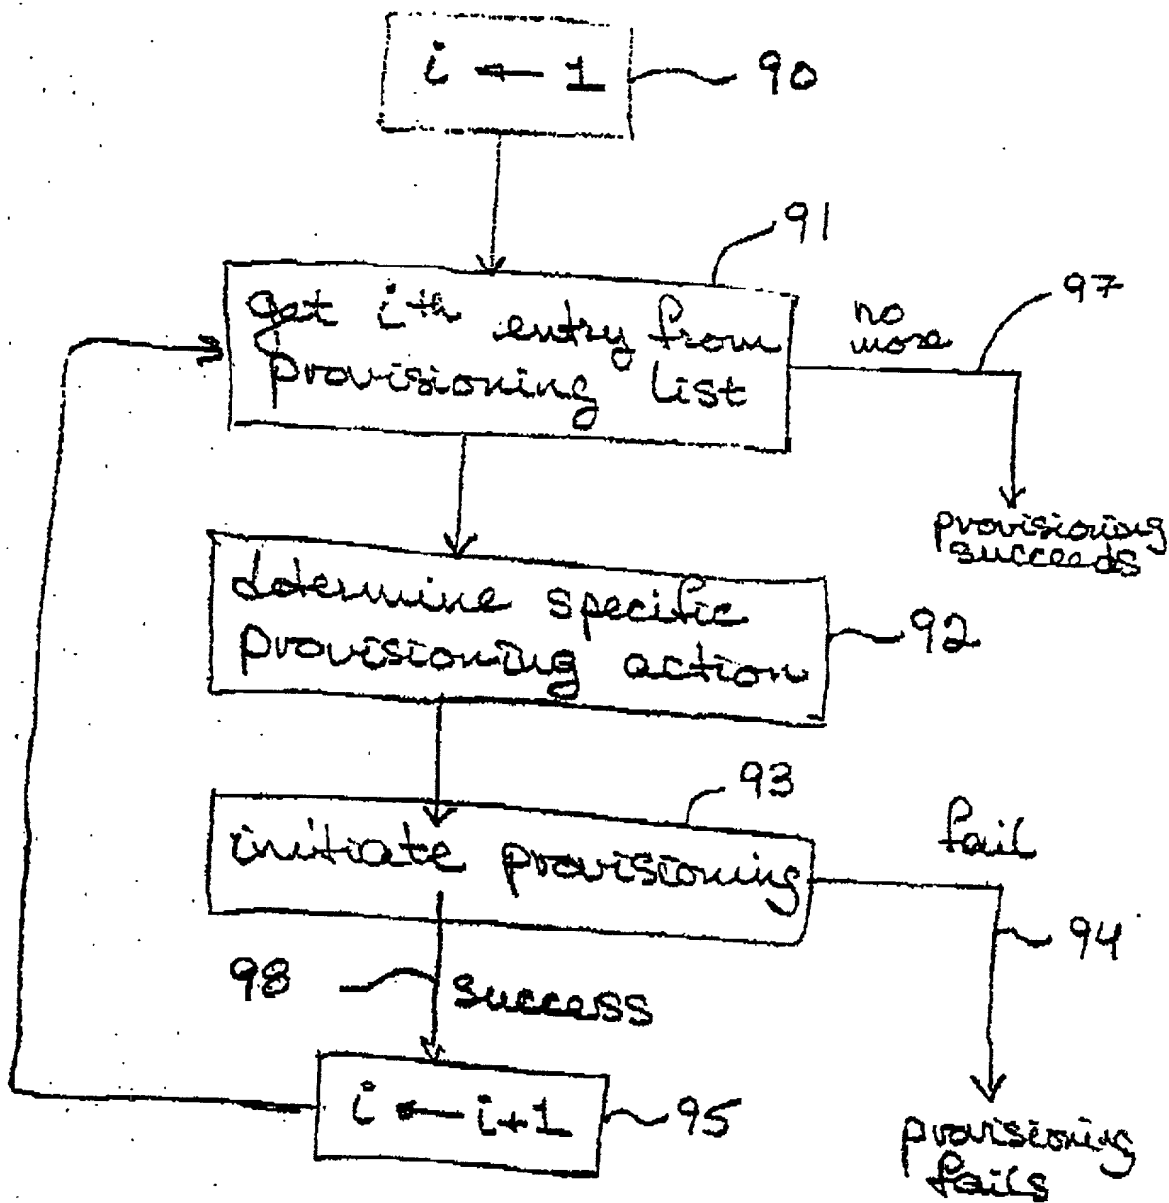 i ← 1
90
91
get i th entry from
provisioning list
no
more
97
provisioning
succeeds
determine specific
provisioning action
92
93
initiate provisioning
fail
94
98
success
i ← i+1
95
provisioning
fails